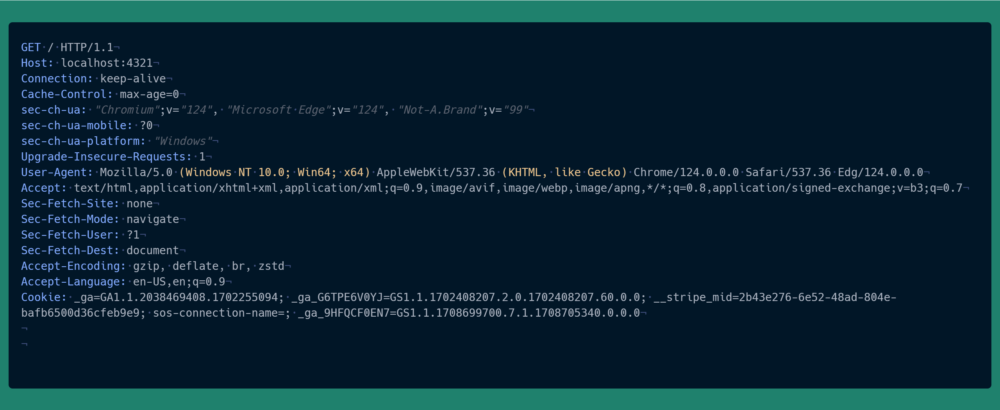 GET / HTTP/1.1¬
Host: localhost:4321¬
Connection: keep-alive¬
Cache-Control: max-age=0¬
sec-ch-ua: "Chromium";v="124", "Microsoft·Edge";v="124", "Not-A.Brand";v="99"¬
sec-ch-ua-mobile: ?0¬
sec-ch-ua-platform: "Windows"¬
Upgrade-Insecure-Requests: 1¬
User-Agent: Mozilla/5.0 (Windows NT 10.0; Win64; x64) AppleWebKit/537.36 (KHTML, like Gecko) Chrome/124.0.0.0 Safari/537.36 Edg/124.0.0.0¬
Accept: text/html,application/xhtml+xml,application/xml;q=0.9,image/avif,image/webp,image/apng,*/*;q=0.8,application/signed-exchange;v=b3;q=0.7¬
Sec-Fetch-Site: none¬
Sec-Fetch-Mode: navigate¬
Sec-Fetch-User: ?1¬
Sec-Fetch-Dest: document¬
Accept-Encoding: gzip, deflate, br, zstd¬
Accept-Language: en-US,en;q=0.9¬
Cookie: _ga=GA1.1.2038469408.1702255094; _ga_G6TPE6V0YJ=GS1.1.1702408207.2.0.1702408207.60.0.0; __stripe_mid=2b43e276-6e52-48ad-804e-
bafb6500d36cfeb9e9; sos-connection-name=; _ga_9HFQCF0EN7=GS1.1.1708699700.7.1.1708705340.0.0.0¬
¬
¬